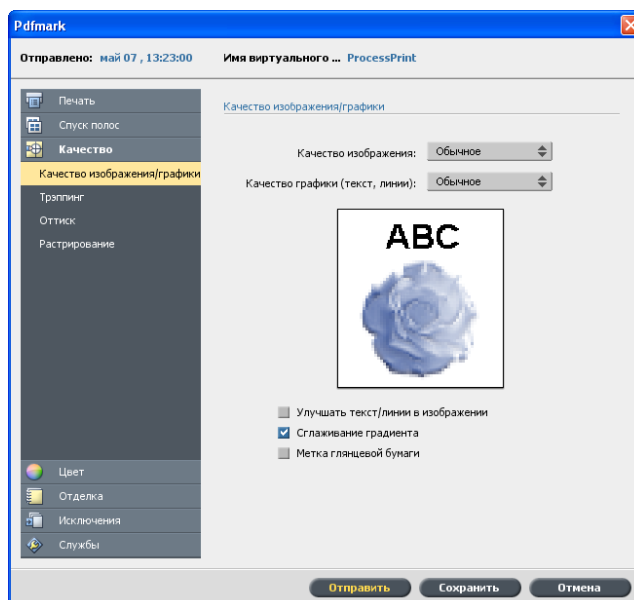 Pdfmark
Отправлено: май 07 , 13:23:00 Имя виртуального ... ProcessPrint
Печать
Спуск полос
Качество
Качество изображения/графики
Трэппинг
Оттиск
Растрирование
Цвет
Отделка
Исключения
Службы
Качество изображения/графики
Качество изображения: Обычное
Качество графики (текст, линии): Обычное
ABC
Улучшать текст/линии в изображении
Сглаживание градиента
Метка глянцевой бумаги
Отправить Сохранить Отмена